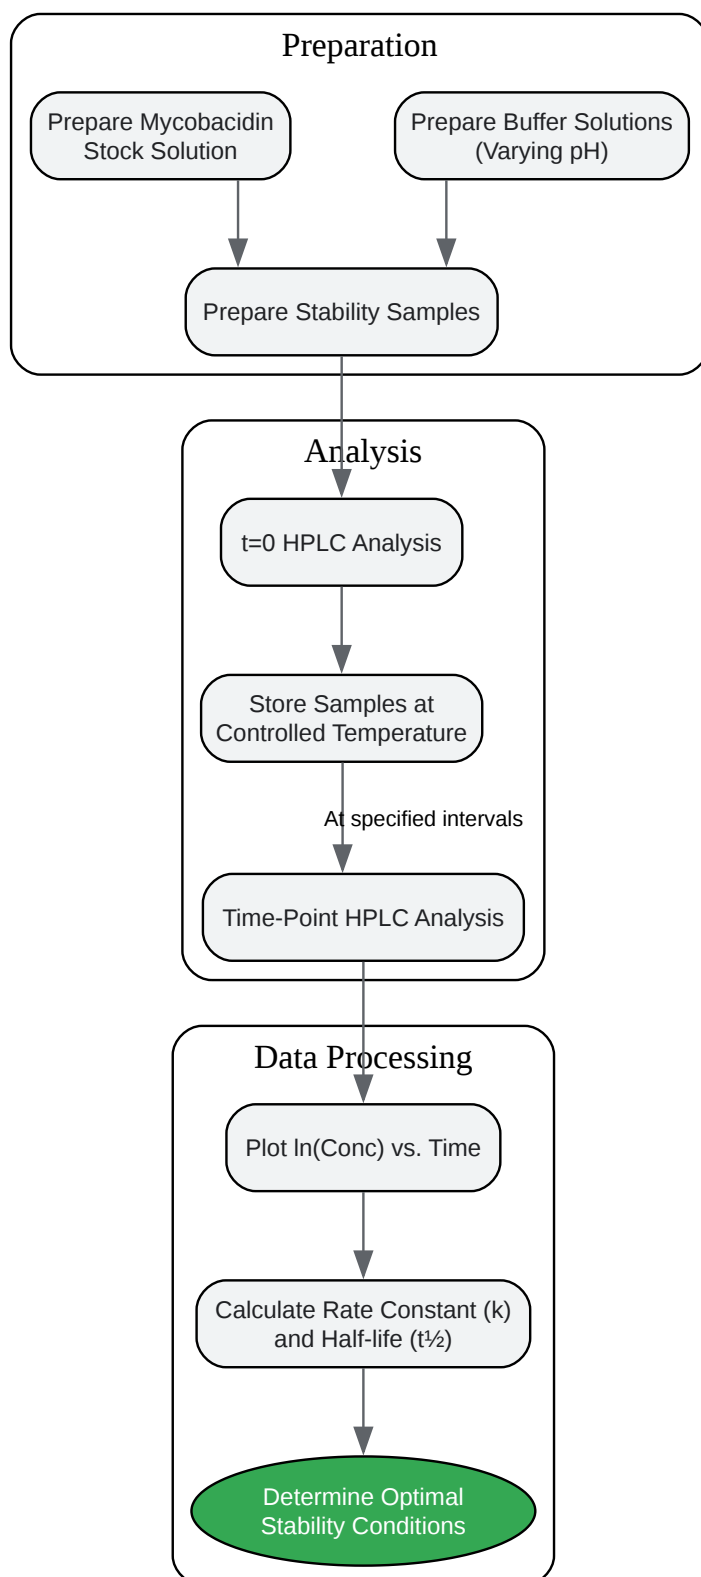 Preparation
Prepare Mycobacidin
Stock Solution
Prepare Buffer Solutions
(Varying pH)
Prepare Stability Samples
Analysis
t=0 HPLC Analysis
Store Samples at
Controlled Temperature
At specified intervals
Time-Point HPLC Analysis
Data Processing
Plot ln(Conc) vs. Time
Calculate Rate Constant (k)
and Half-life (t½)
Determine Optimal
Stability Conditions